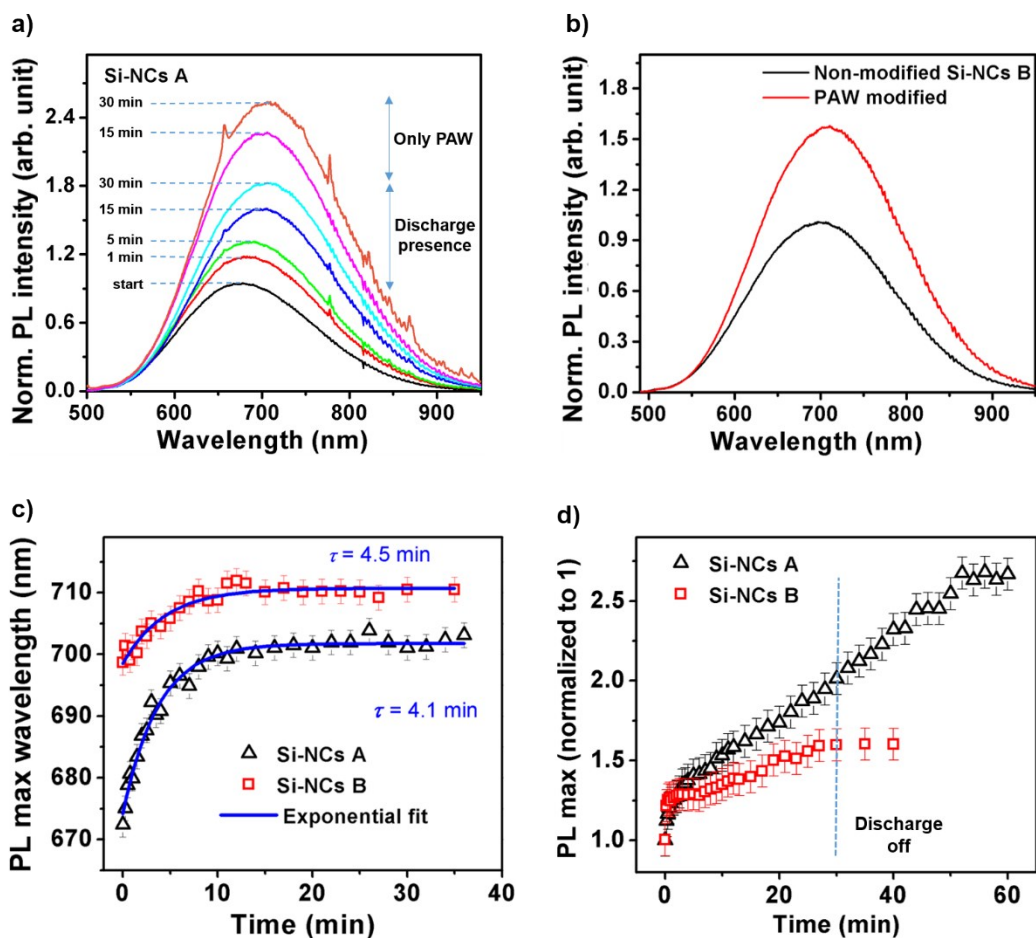 a)
Si-NCs A
30 min
15 min
30 min
15 min
5 min
1 min
start
Only PAW
Discharge
presence
2.4
1.8
1.2
0.6
0.0
500 600 700 800 900
Wavelength (nm)
Norm. PL intensity (arb. unit)
b)
Non-modified Si-NCs B
PAW modified
1.8
1.5
1.2
0.9
0.6
0.3
0.0
500 600 700 800 900
Wavelength (nm)
Norm. PL intensity (arb. unit)
c)
τ = 4.5 min
τ = 4.1 min
Si-NCs A
Si-NCs B
Exponential fit
710
700
690
680
670
0 10 20 30 40
Time (min)
PL max wavelength (nm)
d)
Si-NCs A
Si-NCs B
Discharge
off
2.5
2.0
1.5
1.0
0 10 20 30 40 50 60
Time (min)
PL max (normalized to 1)